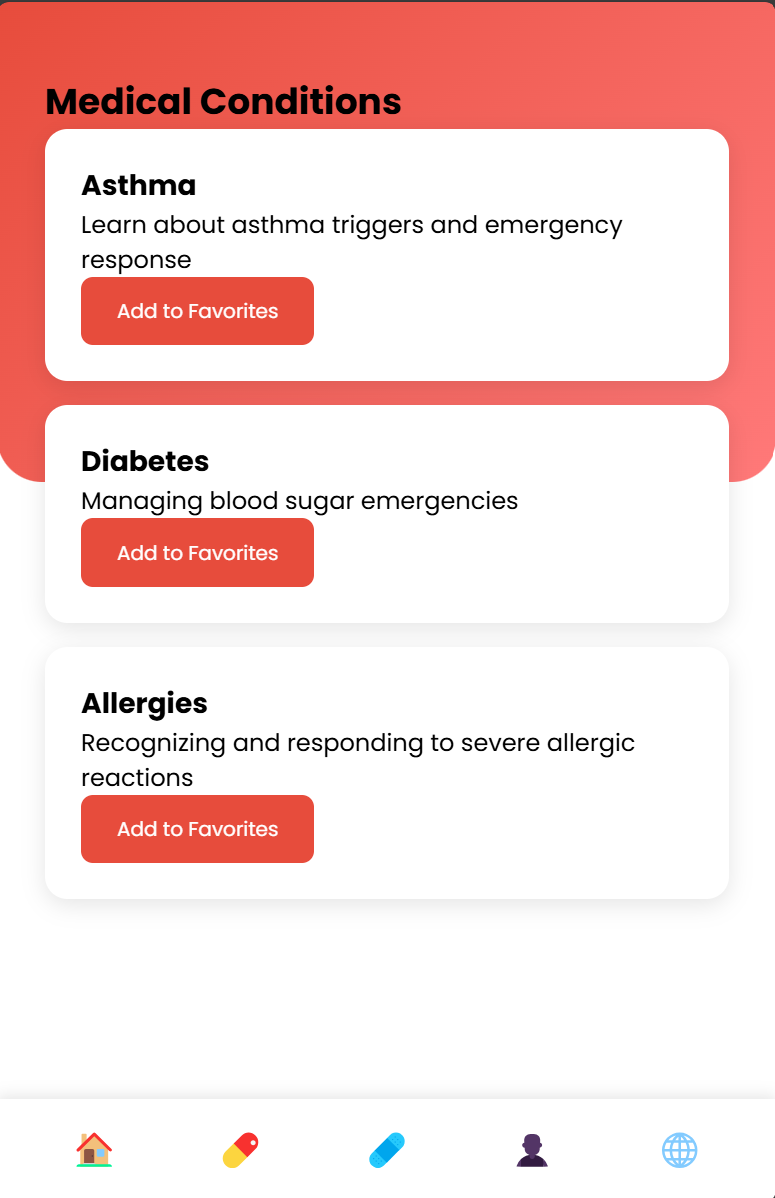 Medical Conditions
Asthma
Learn about asthma triggers and emergency
response
Add to Favorites
Diabetes
Managing blood sugar emergencies
Add to Favorites
Allergies
Recognizing and responding to severe allergic
reactions
Add to Favorites